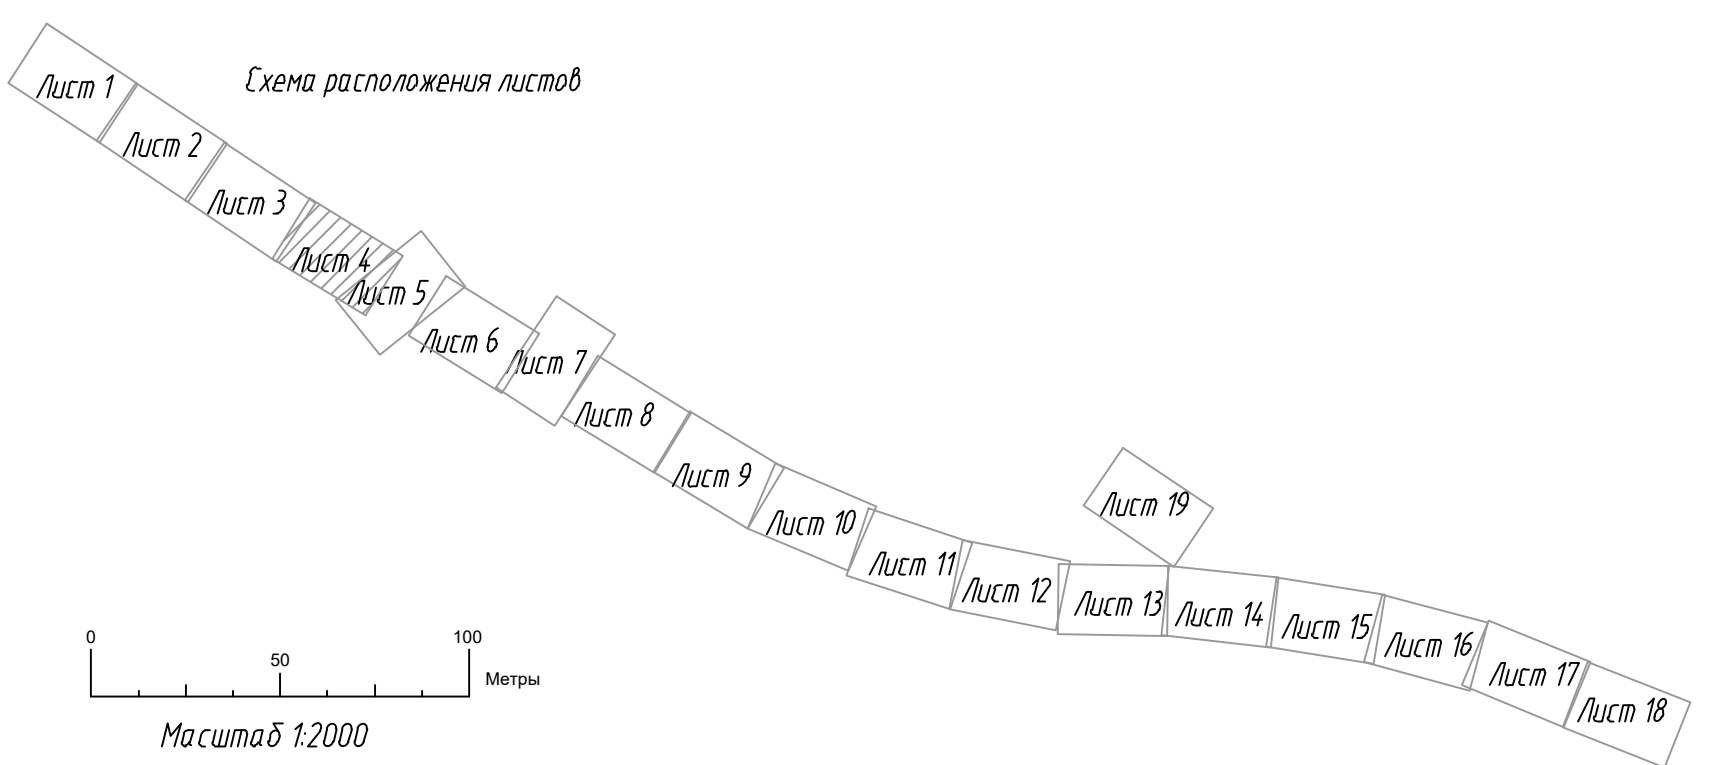 Схема расположения листов
Лист 1
Лист 2
Лист 3
Лист 4
Лист 5
Лист 6
Лист 7
Лист 8
Лист 9
Лист 10
Лист 11
Лист 12
Лист 13
Лист 14
Лист 15
Лист 16
Лист 17
Лист 18
Лист 19
0 50 100
Метры
Масштаб 1:2000